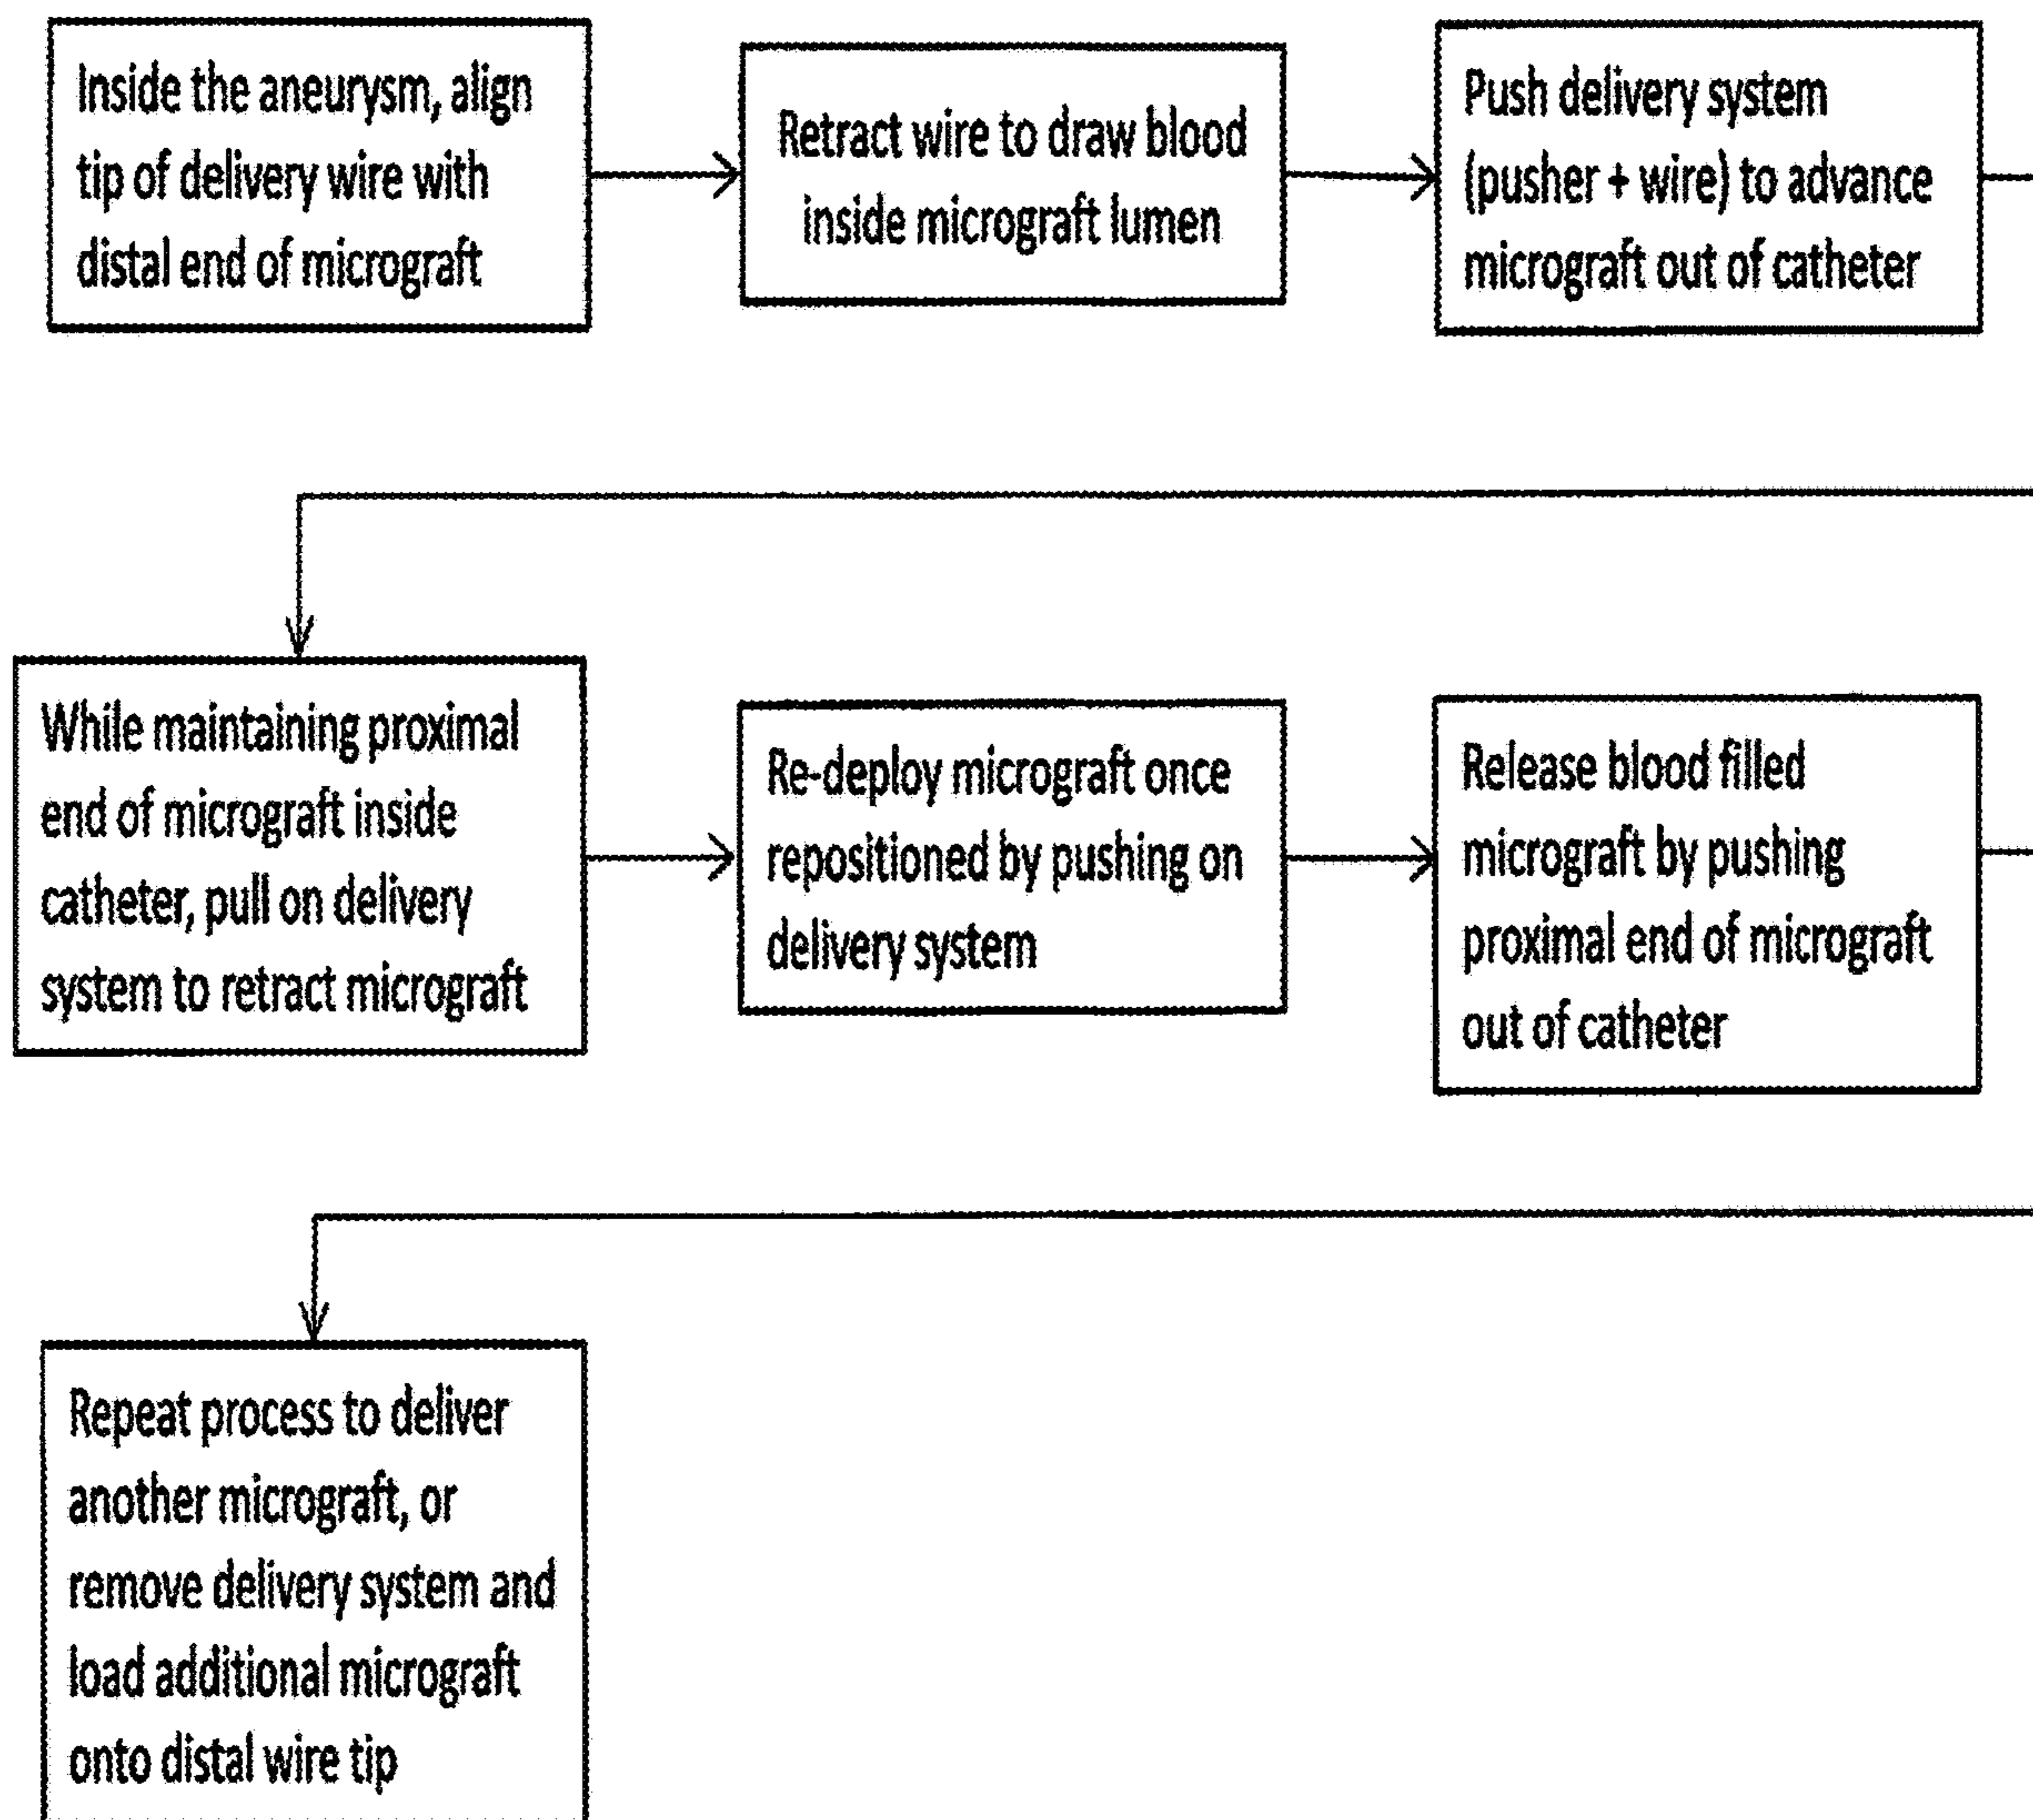 Inside the aneurysm, align
tip of delivery wire with
distal end of micrograft
Retract wire to draw blood
inside micrograft lumen
Push delivery system
(pusher + wire) to advance
micrograft out of catheter
While maintaining proximal
end of micrograft inside
catheter, pull on delivery
system to retract micrograft
Re-deploy micrograft once
repositioned by pushing on
delivery system
Release blood filled
micrograft by pushing
proximal end of micrograft
out of catheter
Repeat process to deliver
another micrograft, or
remove delivery system and
load additional micrograft
onto distal wire tip